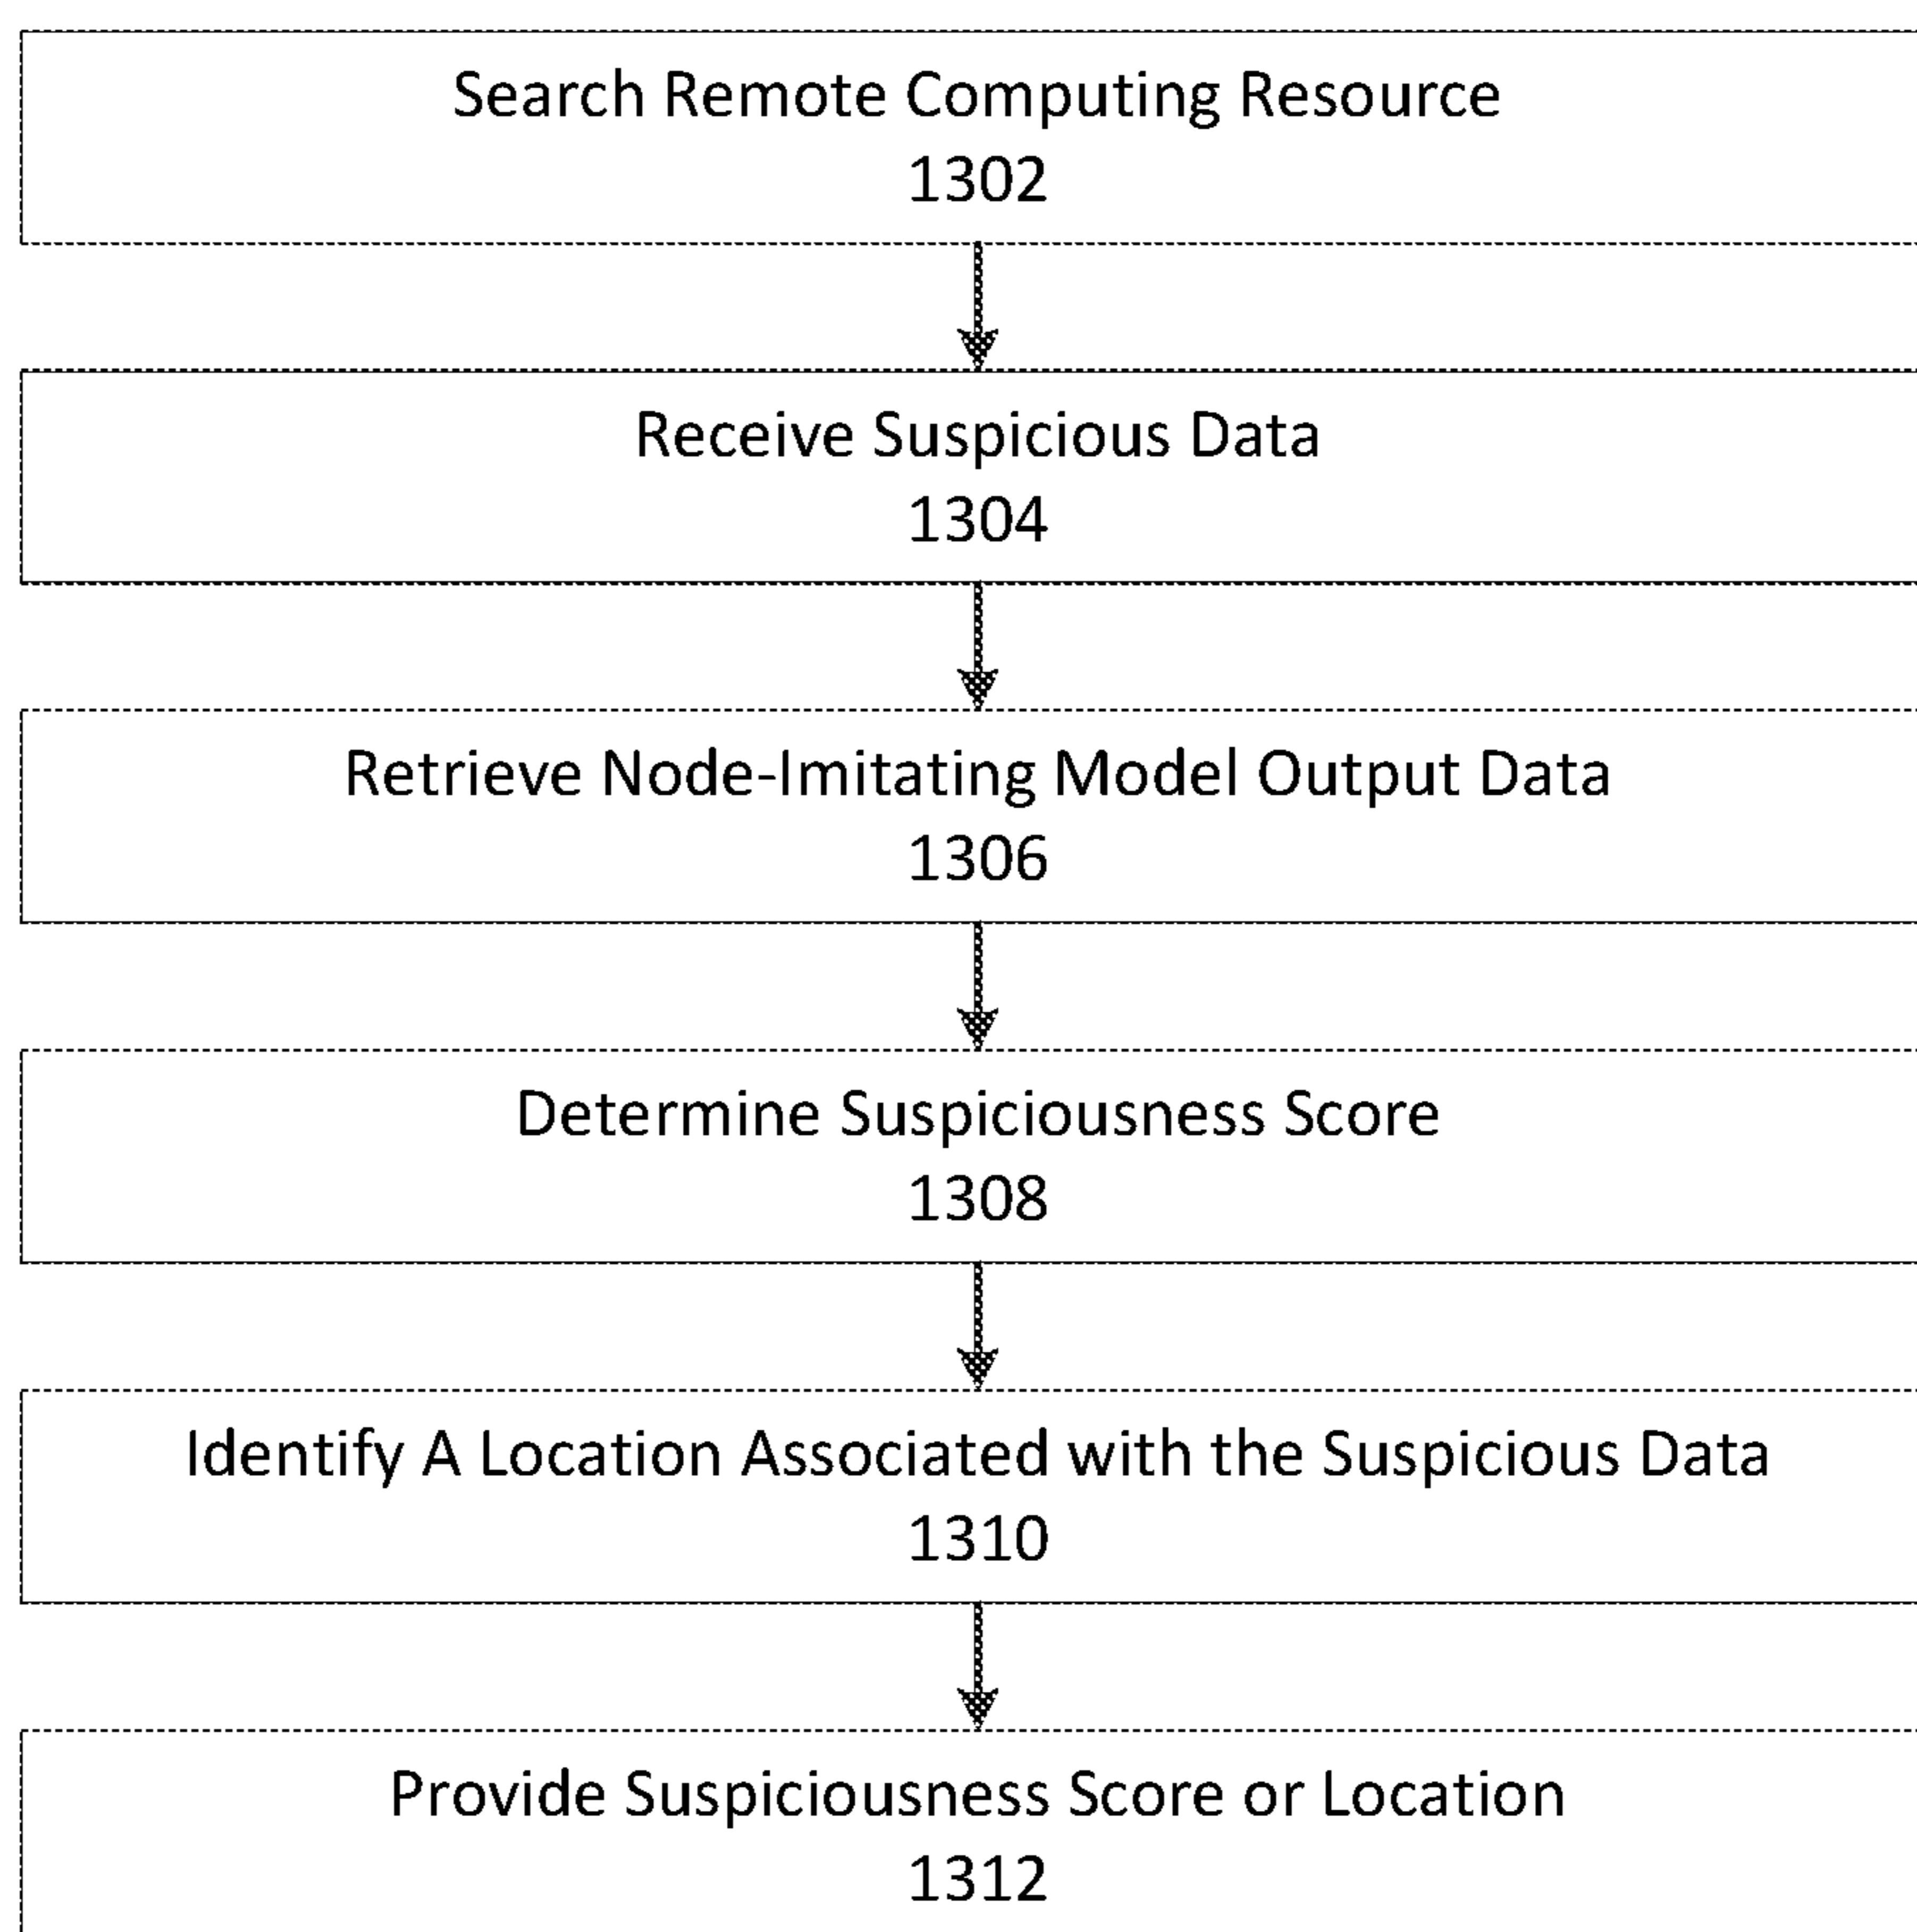 Search Remote Computing Resource
1302
Receive Suspicious Data
1304
Retrieve Node-Imitating Model Output Data
1306
Determine Suspiciousness Score
1308
Identify A Location Associated with the Suspicious Data
1310
Provide Suspiciousness Score or Location
1312